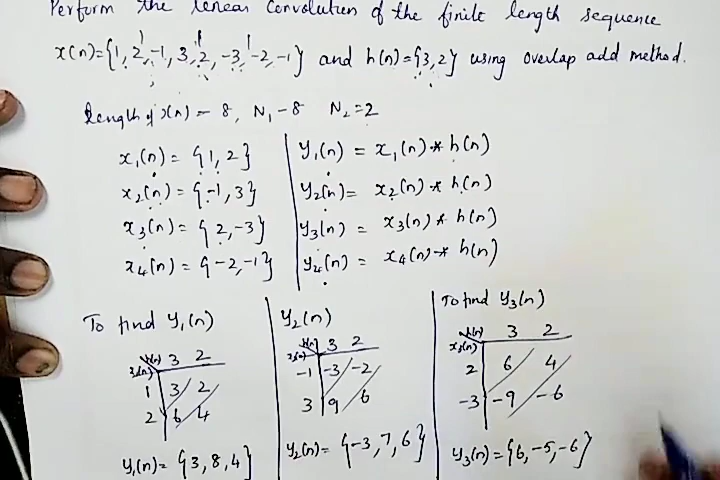 Perform the linear Convolution of the finite length sequence
x(n)={1,2,-1,3,2,-3,-2,-1} and h(n)={3,2} using overlap add method.
Length of x(n) - 8, N₁-8 N₂=2
x₁(n) = {1,2}
x₂(n) = {-1,3}
x₃(n) = {2,-3}
x₄(n) = {-2,-1}
y₁(n) = x₁(n)*h(n)
y₂(n) = x₂(n)*h(n)
y₃(n) = x₃(n)*h(n)
y₄(n) = x₄(n)*h(n)
To find y₁(n)
h(n) 3 2
x₁(n)
1 3 2
2 6 4
y₁(n) = {3,8,4}
y₂(n)
h(n) 3 2
x₂(n)
-1 -3 -2
3 9 6
y₂(n) = {-3,7,6}
To find y₃(n)
h(n) 3 2
x₃(n)
2 6 4
-3 -9 -6
y₃(n) = {6,-5,-6}